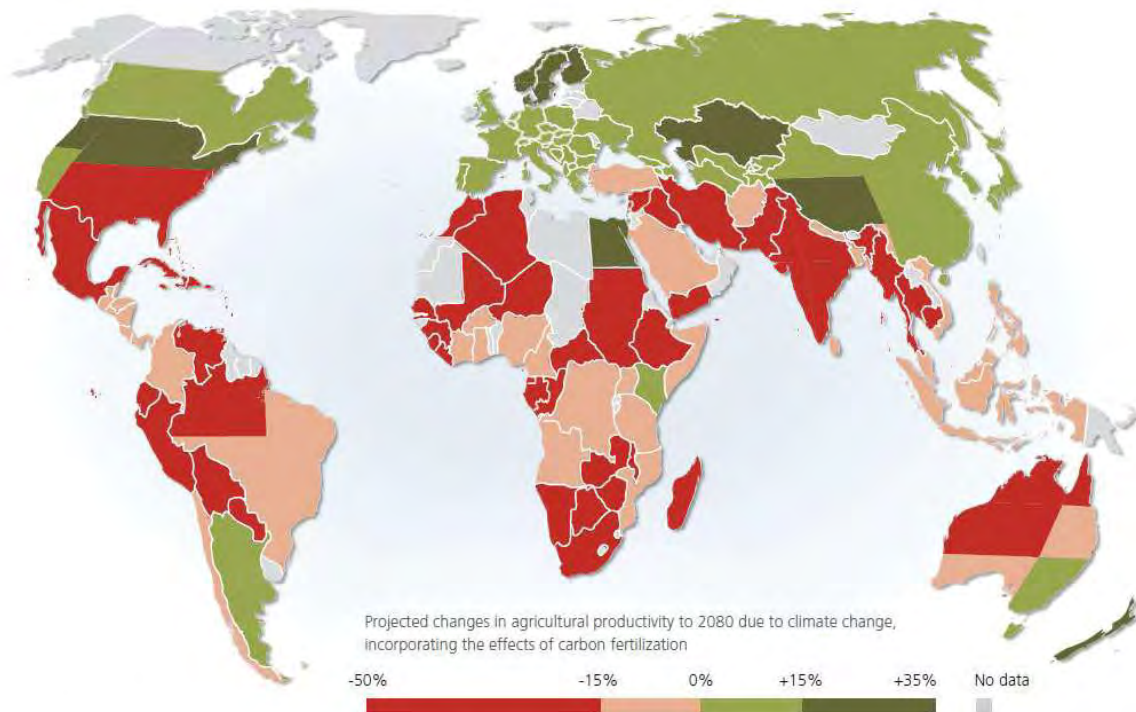 Projected changes in agricultural productivity to 2080 due to climate change,
incorporating the effects of carbon fertilization
-50% -15% 0% +15% +35% No data